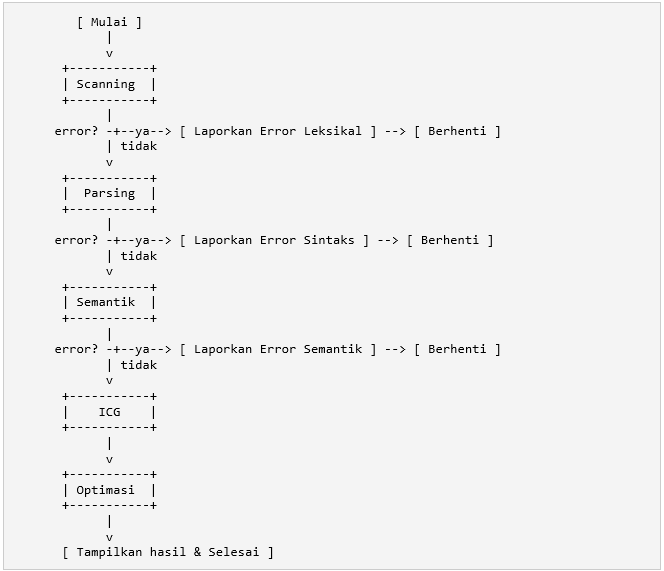 [ Mulai ]
|
v
+-----------+
| Scanning  |
+-----------+
|
error? -+--ya--> [ Laporkan Error Leksikal ] --> [ Berhenti ]
| tidak
v
+-----------+
|  Parsing  |
+-----------+
|
error? -+--ya--> [ Laporkan Error Sintaks ] --> [ Berhenti ]
| tidak
v
+-----------+
| Semantik  |
+-----------+
|
error? -+--ya--> [ Laporkan Error Semantik ] --> [ Berhenti ]
| tidak
v
+-----------+
|    ICG    |
+-----------+
|
v
+-----------+
| Optimasi  |
+-----------+
|
v
[ Tampilkan hasil & Selesai ]